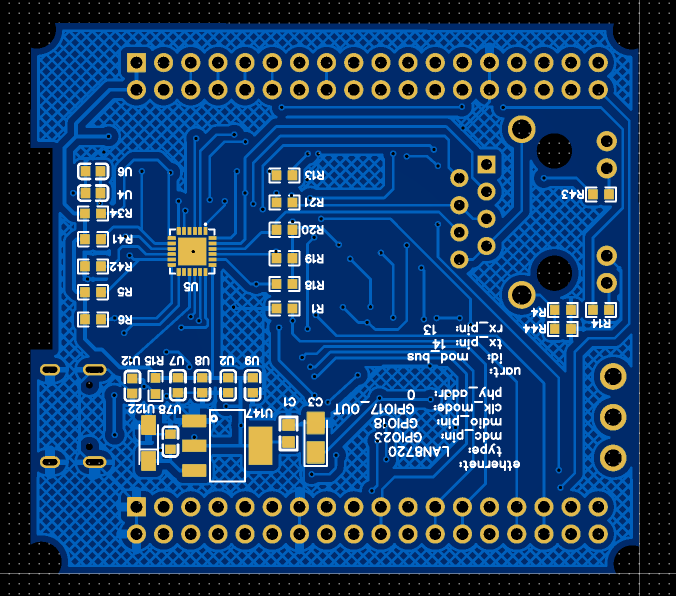 U6
U4
R34
R41
R42
R5
R6
U5
R13
R21
R20
R19
R18
R1
R43
R4
R44
R14
U12
R15
U7
U8
U2
U9
U122
U78
U147
C1
C3
ethernet:
type: LAN8720
mdc_pin: GPIO23
mdio_pin: GPIO18
clk_mode: GPIO17_OUT
phy_addr: 0
uart:
id: mod_bus
tx_pin: 14
rx_pin: 13